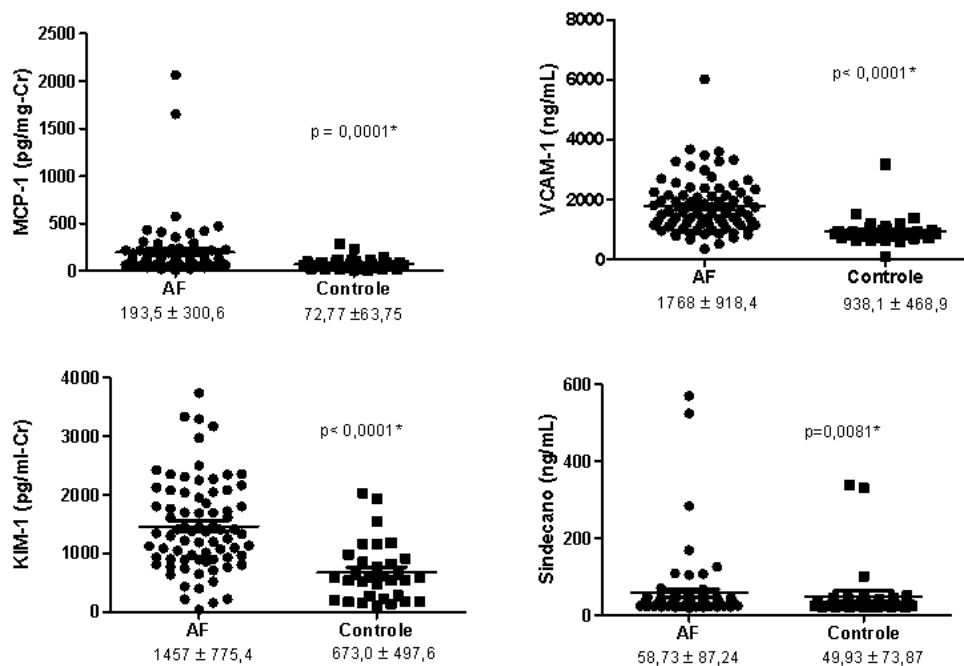 MCP-1 (pg/mg-Cr)
2500
2000
1500
1000
500
0
p = 0,0001*
AF
Controle
193,5 ± 300,6
72,77 ±63,75
VCAM-1 (ng/mL)
8000
6000
4000
2000
0
p< 0,0001*
AF
Controle
1768 ± 918,4
938,1 ± 468,9
KIM-1 (pg/ml-Cr)
4000
3000
2000
1000
0
p< 0,0001*
AF
Controle
1457 ± 775,4
673,0 ± 497,6
Sindecano (ng/mL)
600
400
200
0
p=0,0081*
AF
Controle
58,73 ± 87,24
49,93 ± 73,87